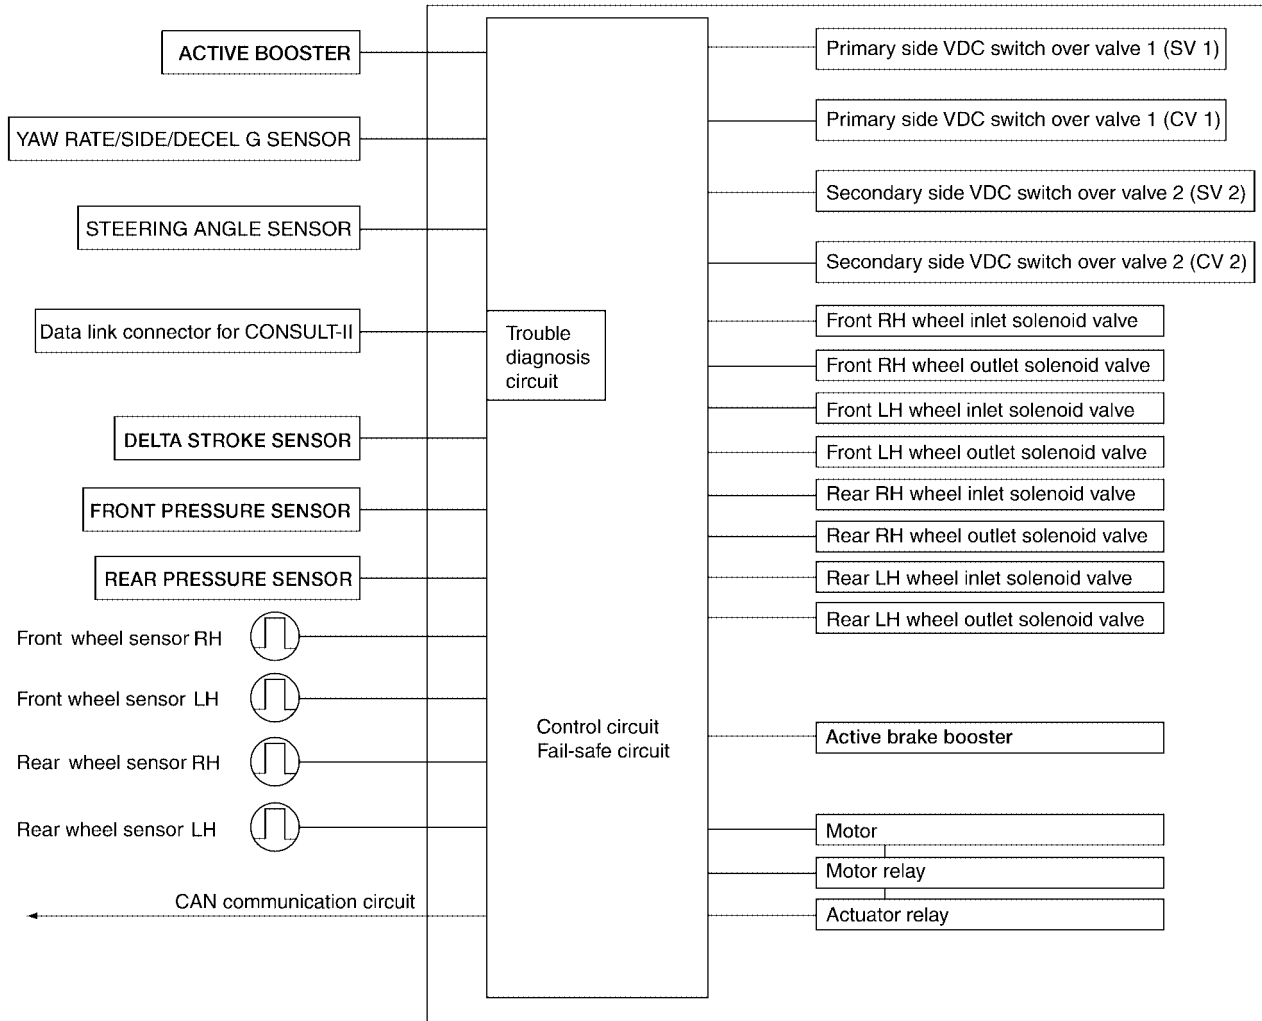 ACTIVE BOOSTER
YAW RATE/SIDE/DECEL G SENSOR
STEERING ANGLE SENSOR
Data link connector for CONSULT-II
DELTA STROKE SENSOR
FRONT PRESSURE SENSOR
REAR PRESSURE SENSOR
Front wheel sensor RH
Front wheel sensor LH
Rear wheel sensor RH
Rear wheel sensor LH
CAN communication circuit
Trouble
diagnosis
circuit
Control circuit
Fail-safe circuit
Primary side VDC switch over valve 1 (SV 1)
Primary side VDC switch over valve 1 (CV 1)
Secondary side VDC switch over valve 2 (SV 2)
Secondary side VDC switch over valve 2 (CV 2)
Front RH wheel inlet solenoid valve
Front RH wheel outlet solenoid valve
Front LH wheel inlet solenoid valve
Front LH wheel outlet solenoid valve
Rear RH wheel inlet solenoid valve
Rear RH wheel outlet solenoid valve
Rear LH wheel inlet solenoid valve
Rear LH wheel outlet solenoid valve
Active brake booster
Motor
Motor relay
Actuator relay